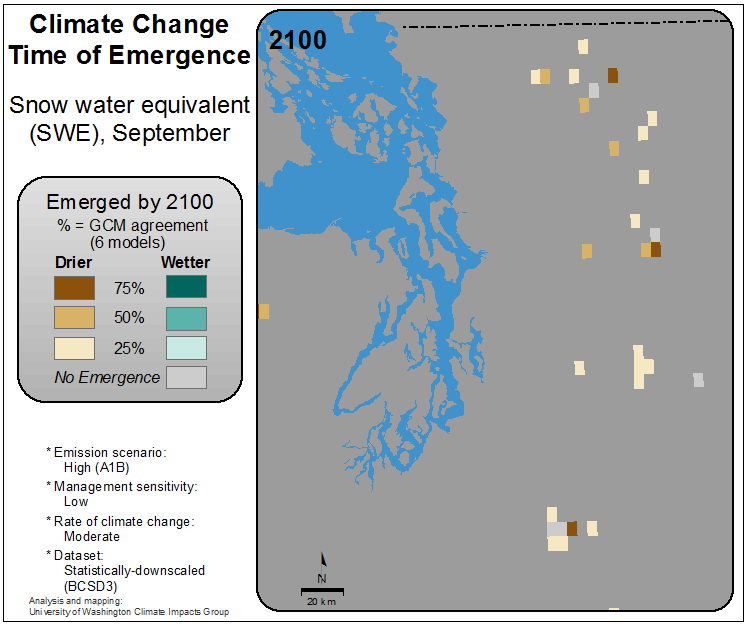 Climate Change
Time of Emergence
Snow water equivalent
(SWE), September
Emerged by 2100
% = GCM agreement
(6 models)
Drier Wetter
75%
50%
25%
No Emergence
* Emission scenario:
High (A1B)
* Management sensitivity:
Low
* Rate of climate change:
Moderate
* Dataset:
Statistically-downscaled
(BCSD3)
Analysis and mapping:
University of Washington Climate Impacts Group
2100
N
20 km